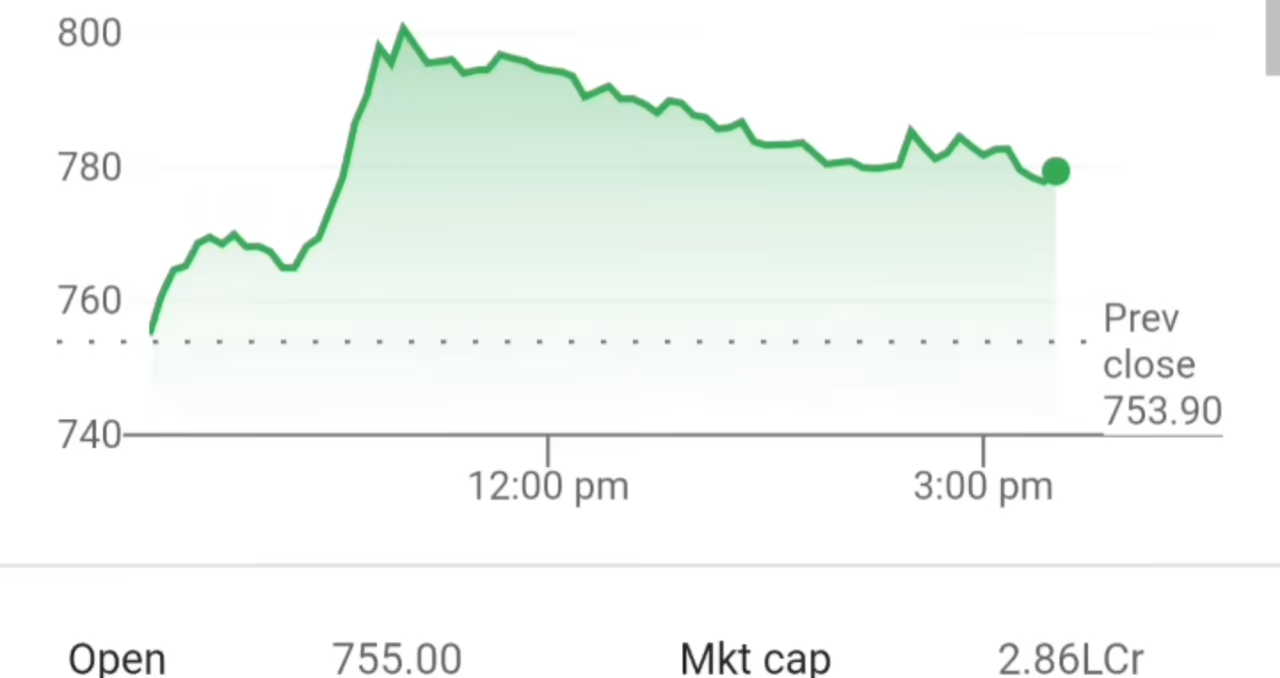 800
780
760
Prev
close
753.90
740
12:00 pm 3:00 pm
Open 755.00 Mkt cap 2.86LCr